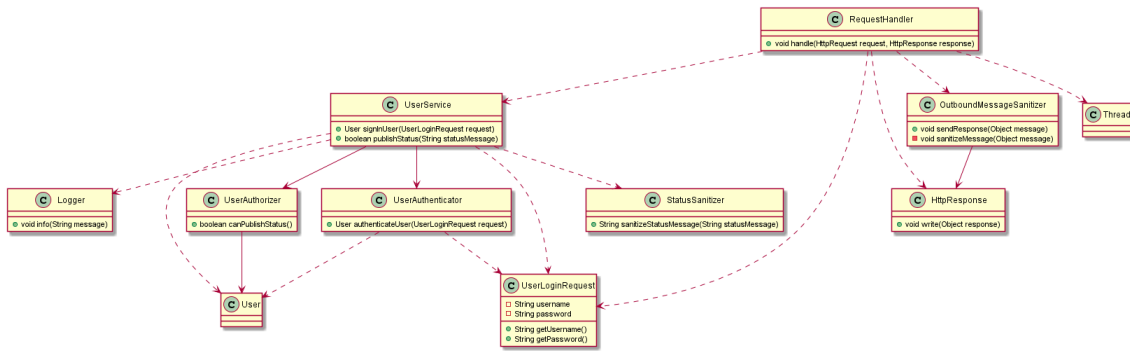 C RequestHandler
void handle(HttpRequest request, HttpResponse response)
C UserService
User signInUser(UserLoginRequest request)
boolean publishStatus(String statusMessage)
C OutboundMessageSanitizer
void sendResponse(Object message)
void sanitizeMessage(Object message)
C Thread
C Logger
void info(String message)
C UserAuthorizer
boolean canPublishStatus()
C UserAuthenticator
User authenticateUser(UserLoginRequest request)
C StatusSanitizer
String sanitizeStatusMessage(String statusMessage)
C HttpResponse
void write(Object response)
C User
C UserLoginRequest
String username
String password
String getUsername()
String getPassword()